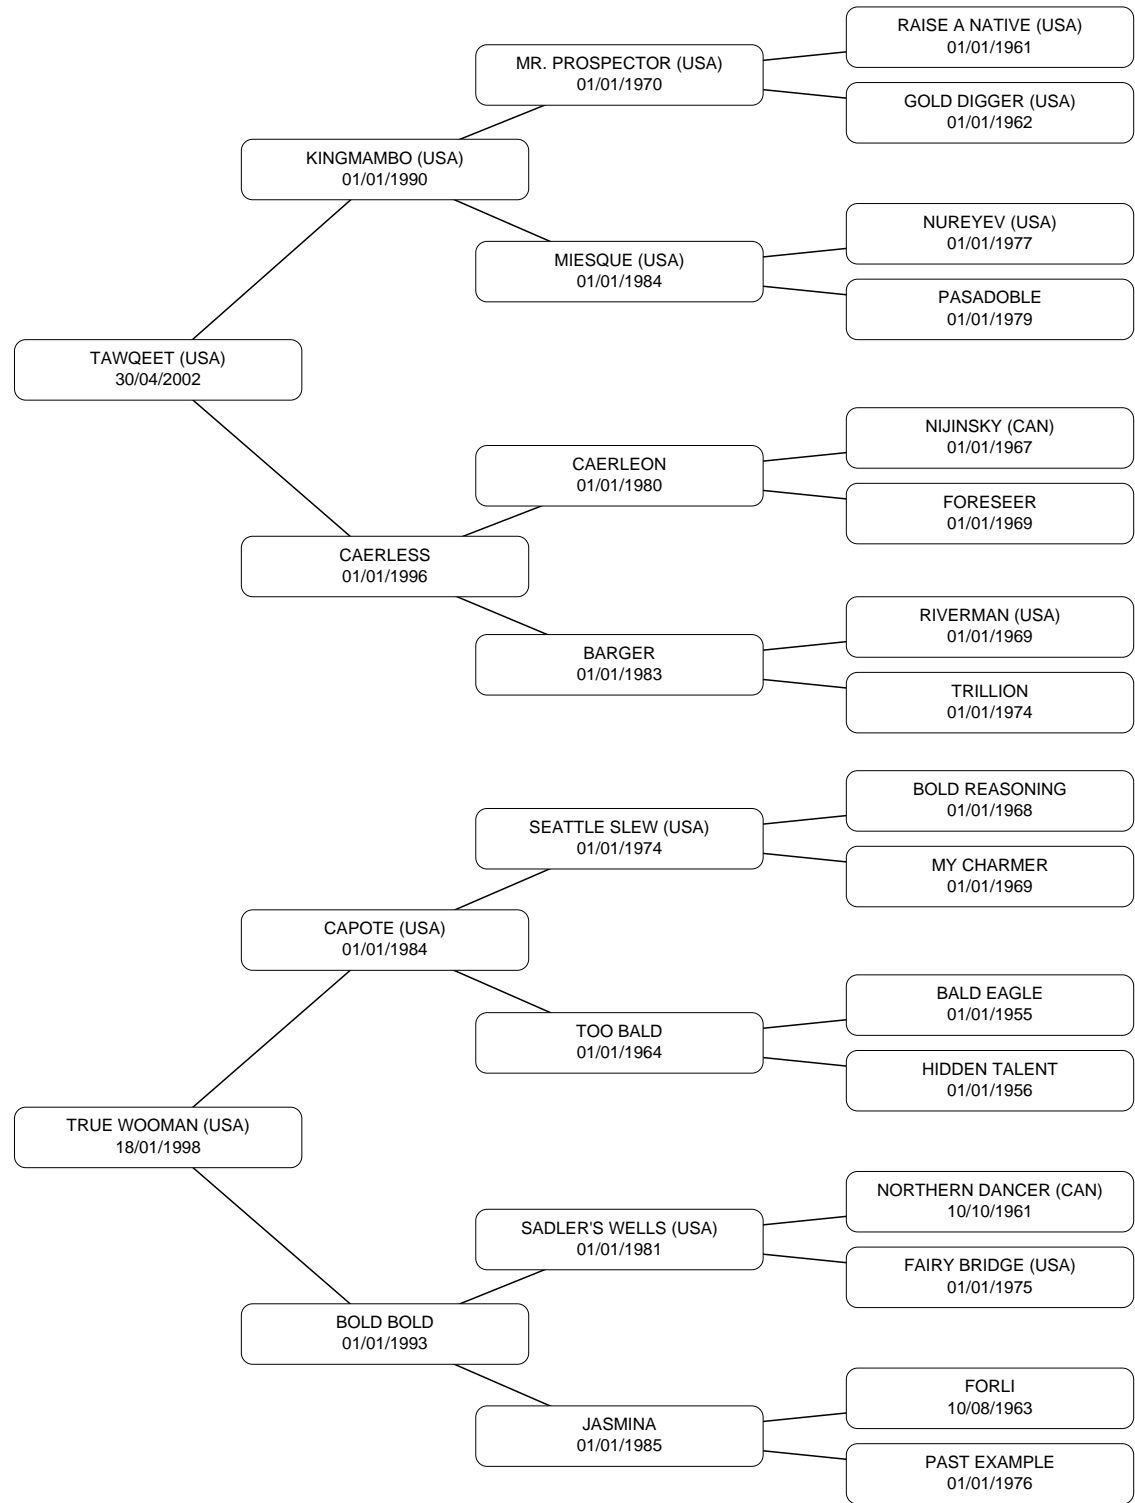 RAISE A NATIVE (USA)
01/01/1961
MR. PROSPECTOR (USA)
01/01/1970
GOLD DIGGER (USA)
01/01/1962
KINGMAMBO (USA)
01/01/1990
NUREYEV (USA)
01/01/1977
MIESQUE (USA)
01/01/1984
PASADOBLE
01/01/1979
TAWQEET (USA)
30/04/2002
NIJINSKY (CAN)
01/01/1967
CAERLEON
01/01/1980
FORESEER
01/01/1969
CAERLESS
01/01/1996
RIVERMAN (USA)
01/01/1969
BARGER
01/01/1983
TRILLION
01/01/1974
BOLD REASONING
01/01/1968
SEATTLE SLEW (USA)
01/01/1974
MY CHARMER
01/01/1969
CAPOTE (USA)
01/01/1984
BALD EAGLE
01/01/1955
TOO BALD
01/01/1964
HIDDEN TALENT
01/01/1956
TRUE WOOMAN (USA)
18/01/1998
NORTHERN DANCER (CAN)
10/10/1961
SADLER'S WELLS (USA)
01/01/1981
FAIRY BRIDGE (USA)
01/01/1975
BOLD BOLD
01/01/1993
FORLI
10/08/1963
JASMINA
01/01/1985
PAST EXAMPLE
01/01/1976